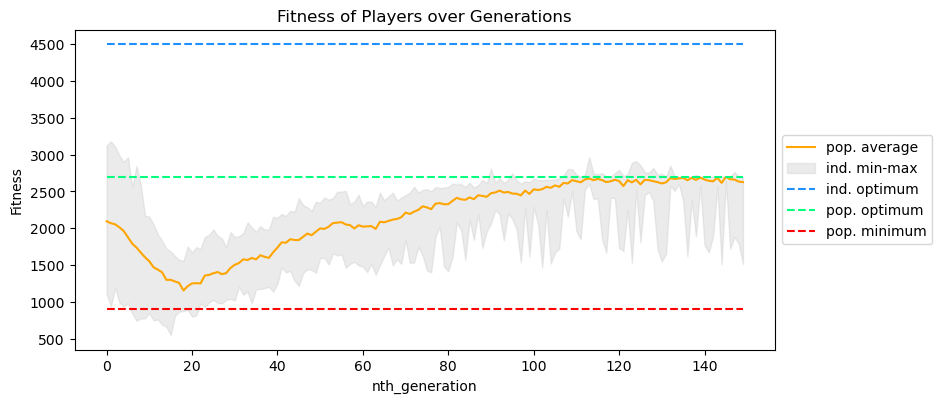 Fitness of Players over Generations
4500
4000
3500
3000
2500
2000
1500
1000
500
Fitness
0
20
40
60
80
100
120
140
nth_generation
pop. average
ind. min-max
ind. optimum
pop. optimum
pop. minimum